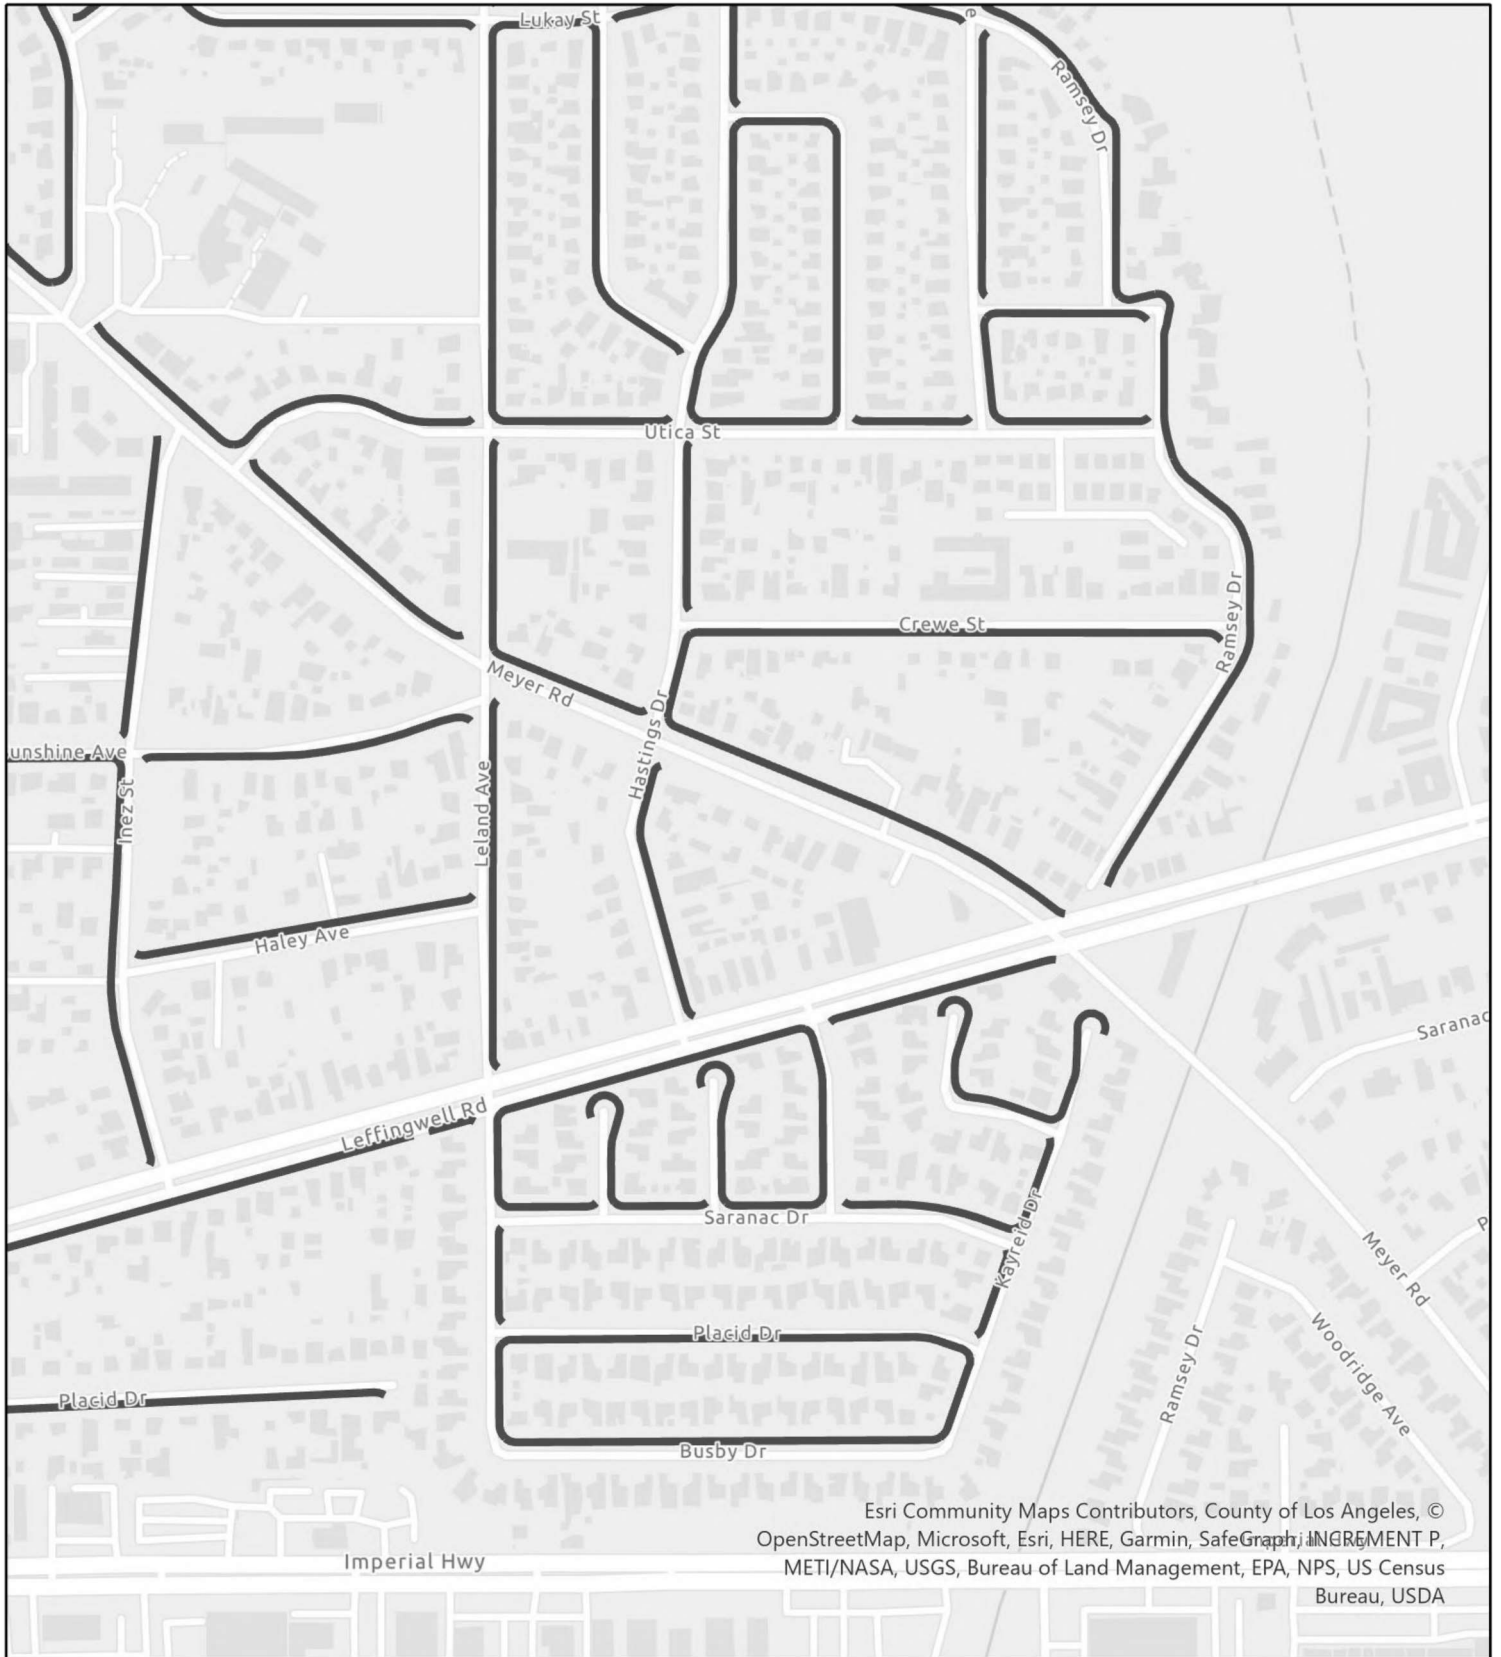 Lukay St
e
Ramsey Dr
Utica St
Crewe St
Ramsey Dr
Meyer Rd
Hastings Dr
unshine Ave
Inez St
Leland Ave
Haley Ave
Saranac
Leffingwell Rd
Saranac Dr
Kayreid Dr
P
Meyer Rd
Placid Dr
Ramsey Dr
Woodridge Ave
Placid Dr
Busby Dr
Esri Community Maps Contributors, County of Los Angeles, ©
OpenStreetMap, Microsoft, Esri, HERE, Garmin, SafeGraph, INCREMENT P,
METI/NASA, USGS, Bureau of Land Management, EPA, NPS, US Census
Bureau, USDA
Imperial Hwy
Imperial Hwy